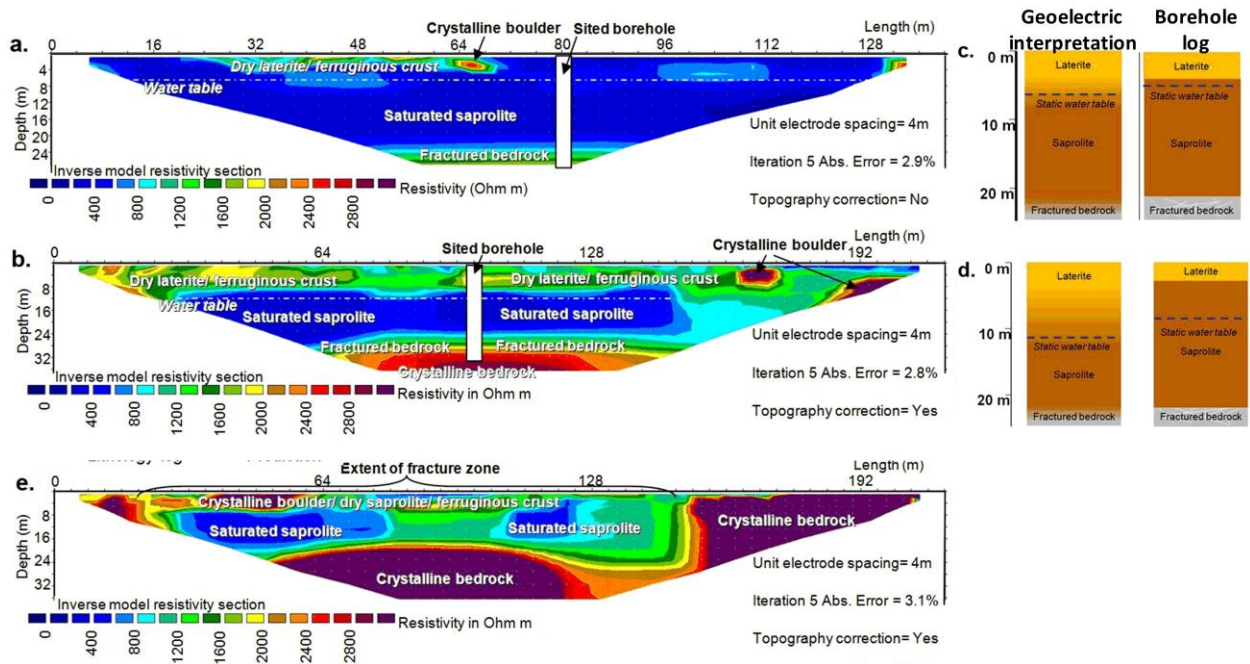 Crystalline boulder
Sited borehole
Length (m)
a.
0 16 32 48 64 80 96 112 128
Dry laterite/ ferruginous crust
Water table
Saturated saprolite
Fractured bedrock
Depth (m)
4
8
12
16
20
24
Unit electrode spacing= 4m
Iteration 5 Abs. Error = 2.9%
Topography correction= No
Inverse model resistivity section
Resistivity (Ohm m)
0 400 800 1200 1600 2000 2400 2800
Geoelectric
interpretation
Borehole
log
c.
0 m
10 m
20 m
Laterite
Static water table
Saprolite
Fractured bedrock
Laterite
Static water table
Saprolite
Fractured bedrock
b.
Sited borehole
Crystalline boulder
Length (m)
0 64 128 192
Dry laterite/ ferruginous crust
Dry laterite/ ferruginous crust
Water table
Saturated saprolite
Saturated saprolite
Fractured bedrock
Fractured bedrock
Crystalline bedrock
Depth (m)
8
16
24
32
Unit electrode spacing= 4m
Iteration 5 Abs. Error = 2.8%
Topography correction= Yes
Inverse model resistivity section
Resistivity in Ohm m
0 400 800 1200 1600 2000 2400 2800
d.
0 m
10 m
20 m
Laterite
Static water table
Saprolite
Fractured bedrock
Laterite
Static water table
Saprolite
Fractured bedrock
e.
Extent of fracture zone
Length (m)
0 64 128 192
Crystalline boulder/ dry saprolite/ ferruginous crust
Saturated saprolite
Saturated saprolite
Crystalline bedrock
Crystalline bedrock
Depth (m)
8
16
24
32
Unit electrode spacing= 4m
Iteration 5 Abs. Error = 3.1%
Topography correction= Yes
Inverse model resistivity section
Resistivity in Ohm m
0 400 800 1200 1600 2000 2400 2800